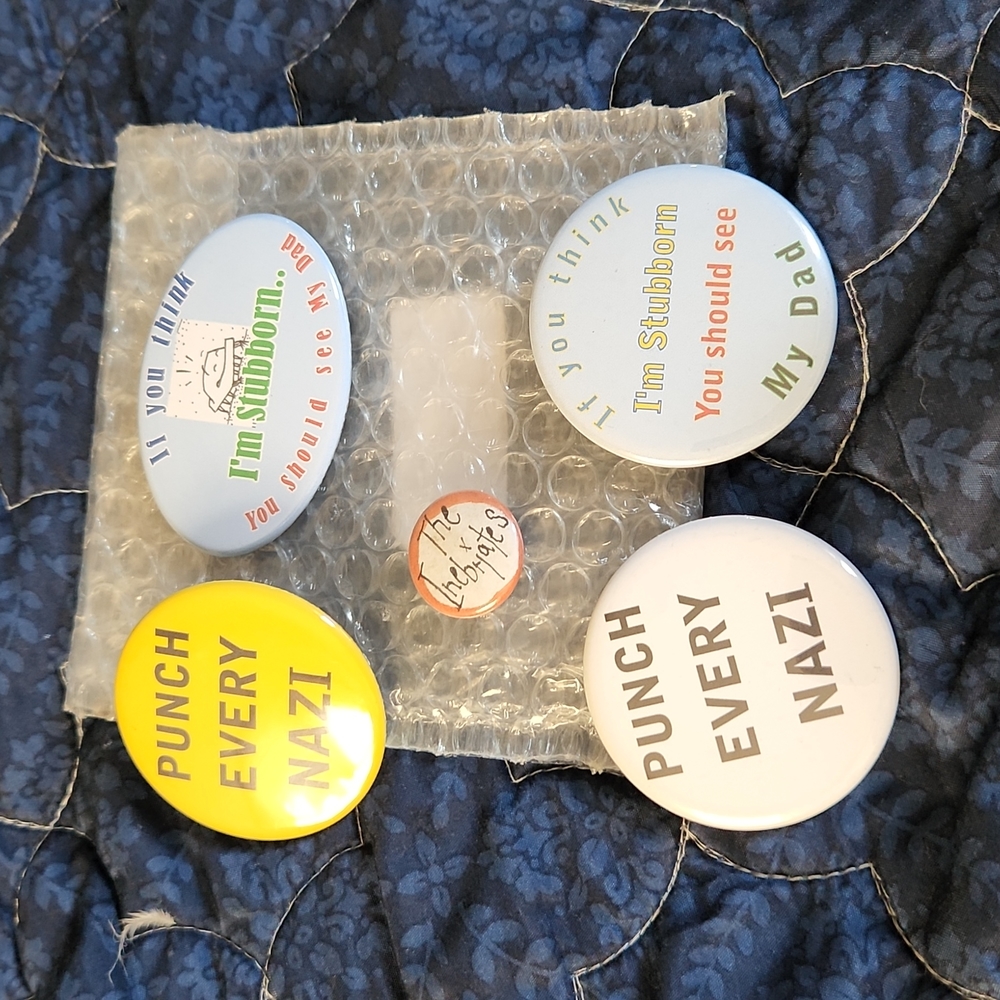 If you think
I'm Stubborn..
You should see My Dad
If you think
I'm Stubborn
You should see
My Dad
The
Inebriates
PUNCH
EVERY
NAZI
PUNCH
EVERY
NAZI